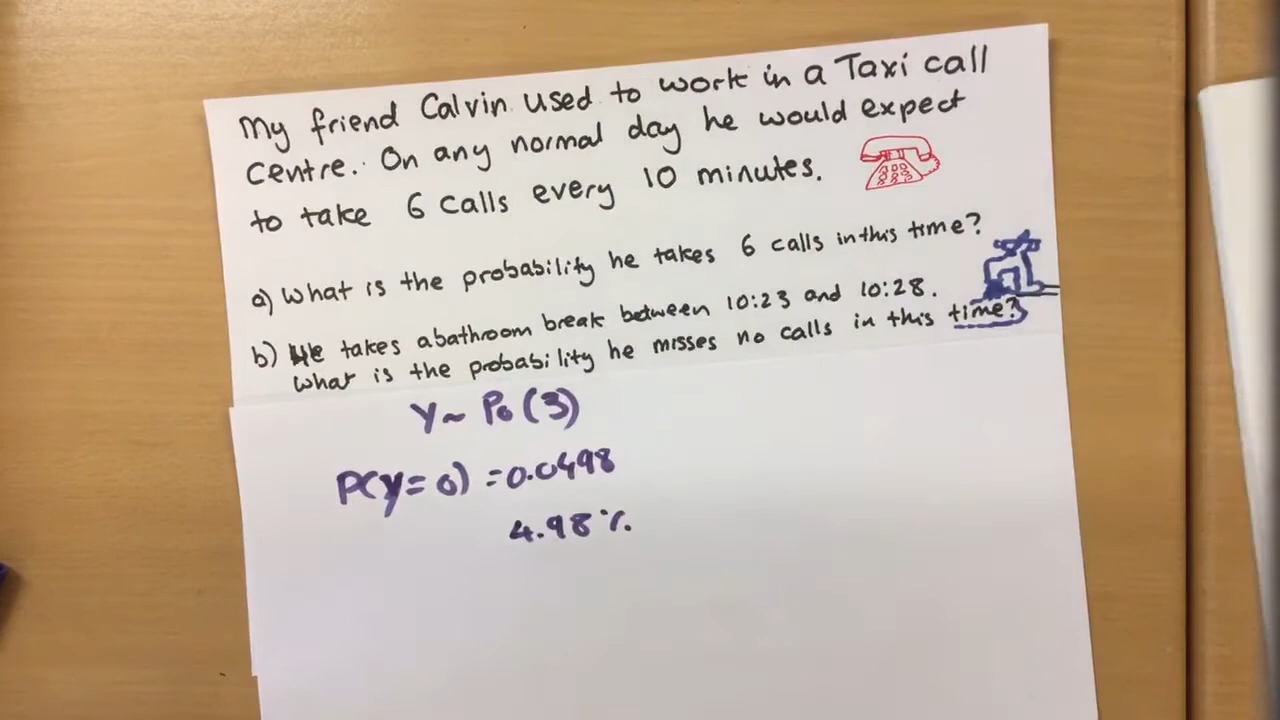 My friend Calvin used to work in a Taxi call
centre. On any normal day he would expect
to take 6 calls every 10 minutes.
a) What is the probability he takes 6 calls in this time?
b) He takes a bathroom break between 10:23 and 10:28.
What is the probability he misses no calls in this time?
Y~ Po (3)
P(Y=0) = 0.0498
4.98%